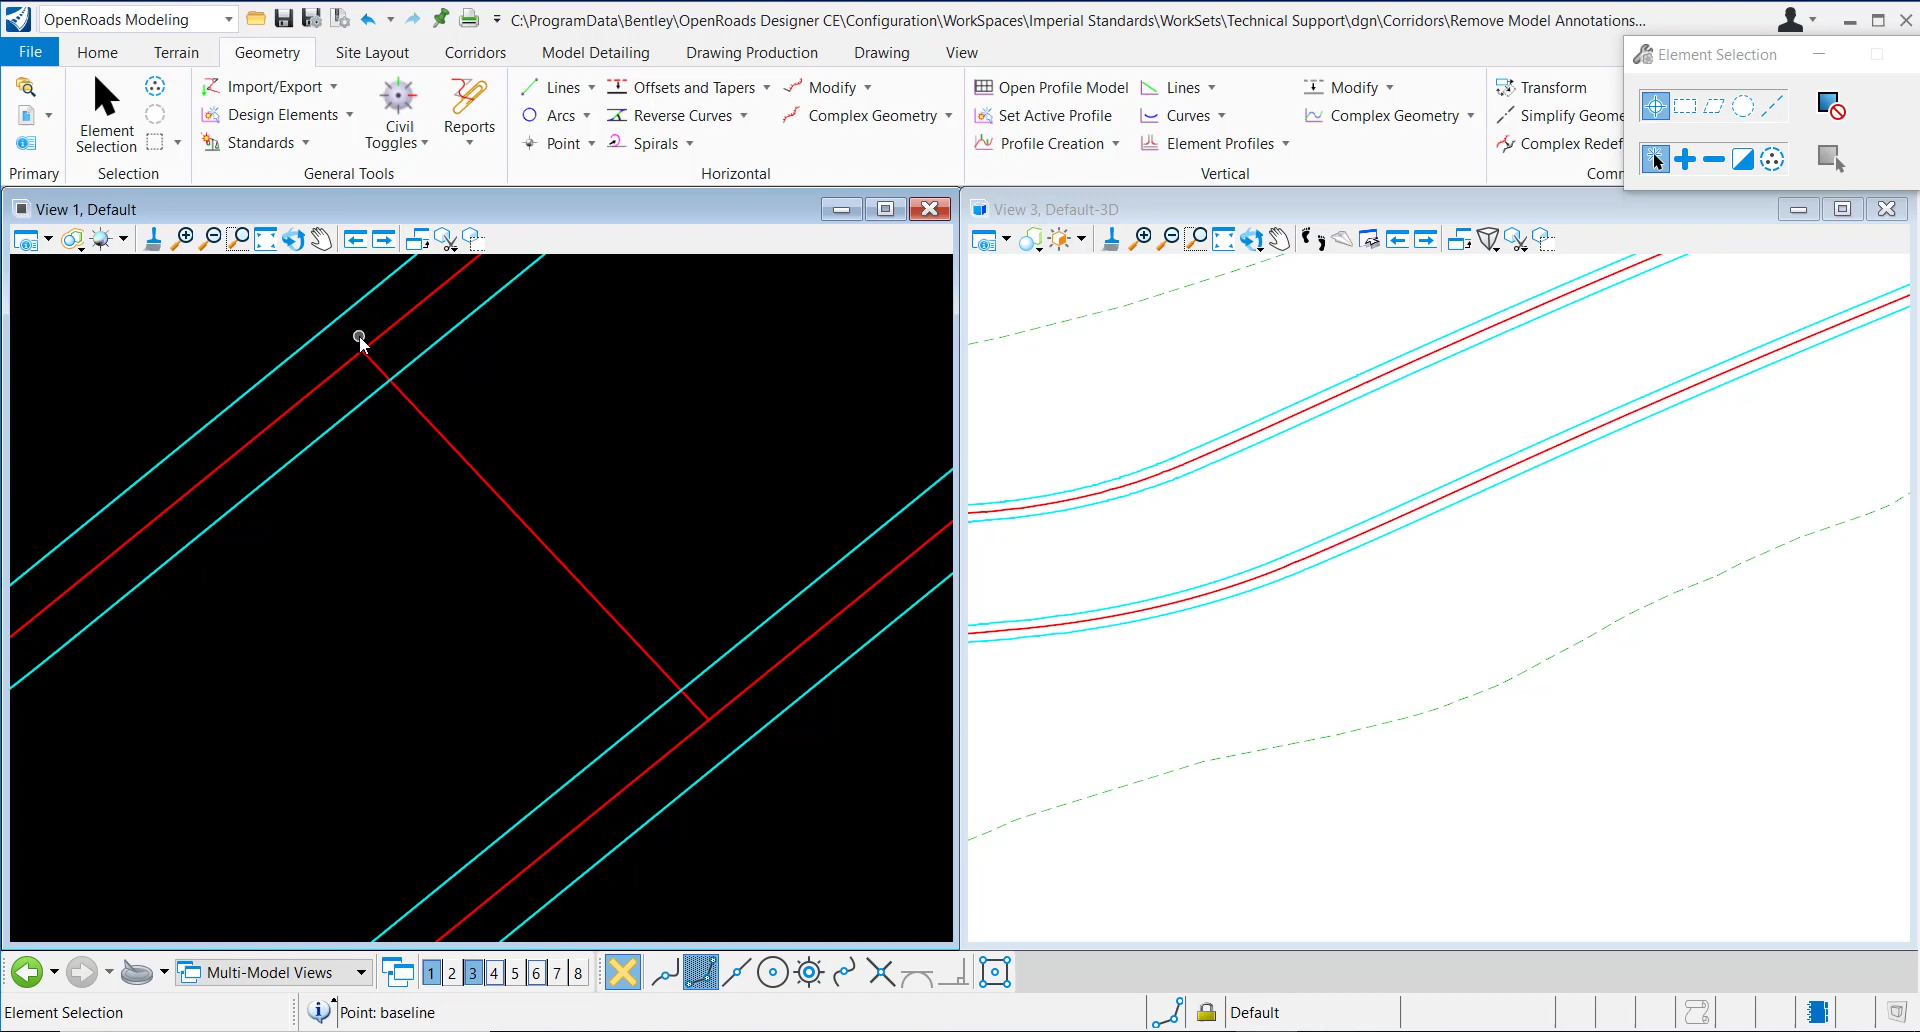 OpenRoads Modeling
C:\ProgramData\Bentley\OpenRoads Designer CE\Configuration\WorkSpaces\Imperial Standards\WorkSets\Technical Support\dgn\Corridors\Remove Model Annotations...
File Home Terrain Geometry Site Layout Corridors Model Detailing Drawing Production Drawing View
Element Selection
Import/Export Lines Offsets and Tapers Modify Open Profile Model Lines Modify Transform
Design Elements Arcs Reverse Curves Complex Geometry Set Active Profile Curves Complex Geometry Simplify Geome
Element Selection
Civil Toggles
Reports
Standards Point Spirals Profile Creation Element Profiles Complex Redef
Primary Selection General Tools Horizontal Vertical Comm
View 1, Default
View 3, Default-3D
Multi-Model Views 1 2 3 4 5 6 7 8
Element Selection Point: baseline Default